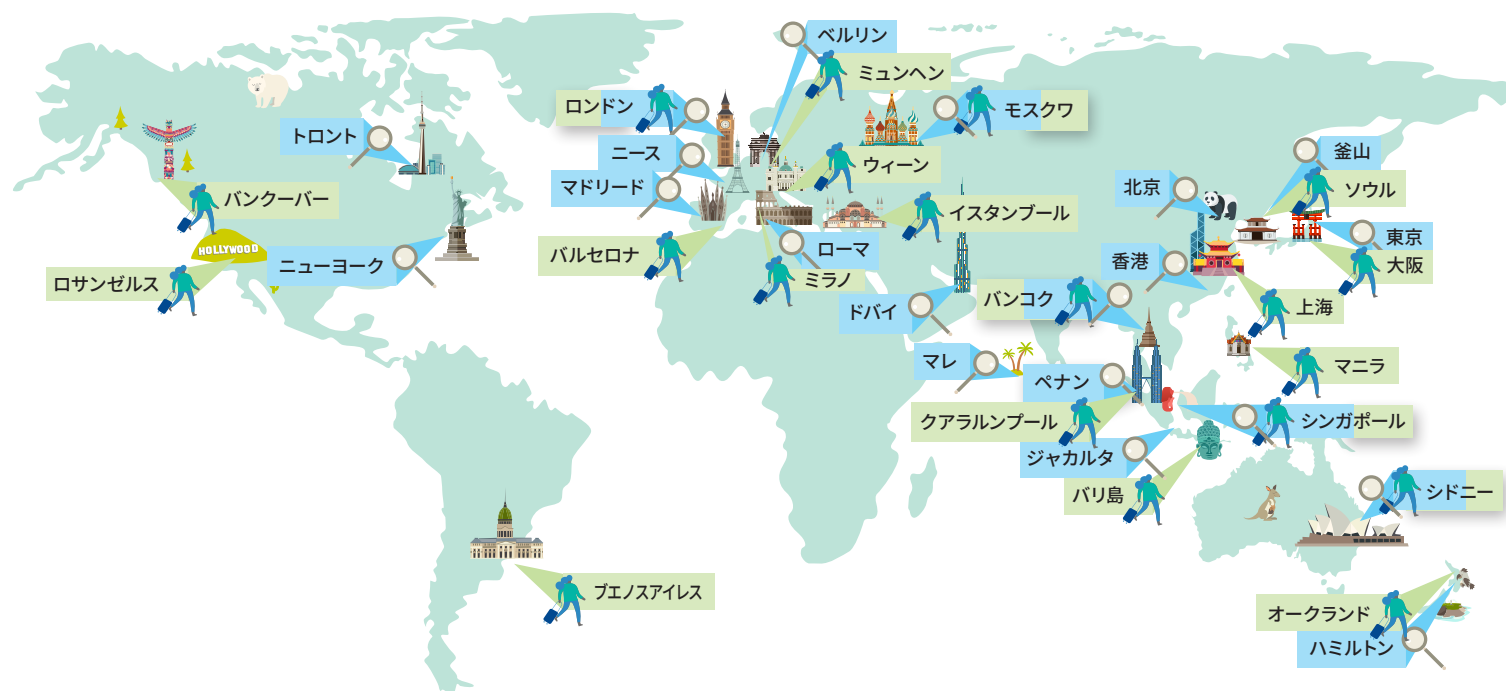 ベルリン
ミュンヘン
ロンドン
モスクワ
トロント
ニース
ウィーン
釜山
マドリード
北京
ソウル
バンクーバー
イスタンブール
HOLLYWOOD
バルセロナ
ローマ
東京
ニューヨーク
香港
大阪
ロサンゼルス
ミラノ
バンコク
上海
ドバイ
マレ
マニラ
ペナン
クアラルンプール
シンガポール
ジャカルタ
バリ島
シドニー
ブエノスアイレス
オークランド
ハミルトン